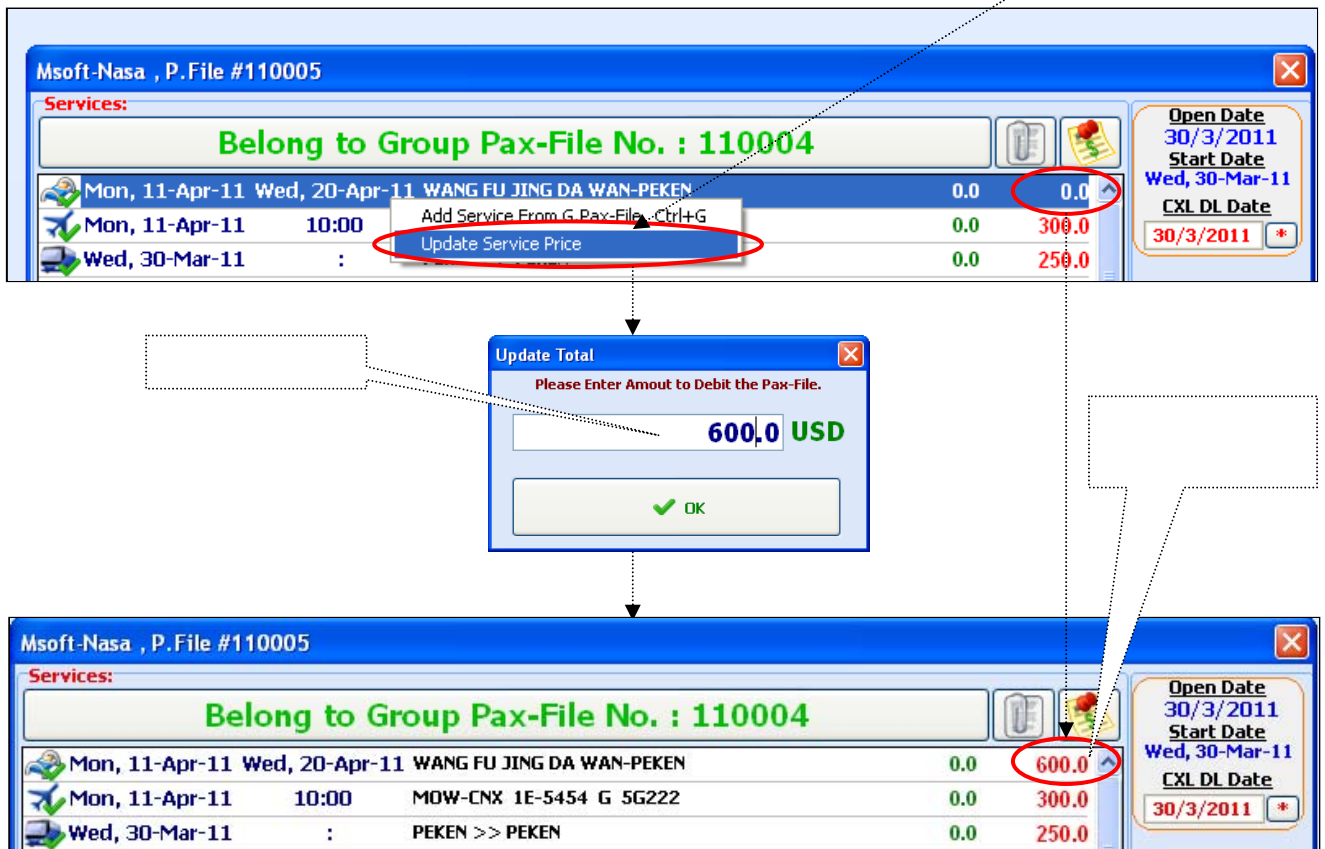 Msoft-Nasa , P.File #110005
Services:
Belong to Group Pax-File No. : 110004
Open Date
30/3/2011
Start Date
Wed, 30-Mar-11
CXL DL Date
30/3/2011 *
Mon, 11-Apr-11 Wed, 20-Apr-11 WANG FU JING DA WAN-PEKEN 0.0 0.0
Mon, 11-Apr-11 10:00 0.0 300.0
Add Service From G.Pax-File Ctrl+G
Update Service Price
Wed, 30-Mar-11 : 0.0 250.0
Update Total
Please Enter Amout to Debit the Pax-File.
600.0 USD
OK
Msoft-Nasa , P.File #110005
Services:
Belong to Group Pax-File No. : 110004
Open Date
30/3/2011
Start Date
Wed, 30-Mar-11
CXL DL Date
30/3/2011 *
Mon, 11-Apr-11 Wed, 20-Apr-11 WANG FU JING DA WAN-PEKEN 0.0 600.0
Mon, 11-Apr-11 10:00 MOW-CNX 1E-5454 G 5G222 0.0 300.0
Wed, 30-Mar-11 : PEKEN >> PEKEN 0.0 250.0